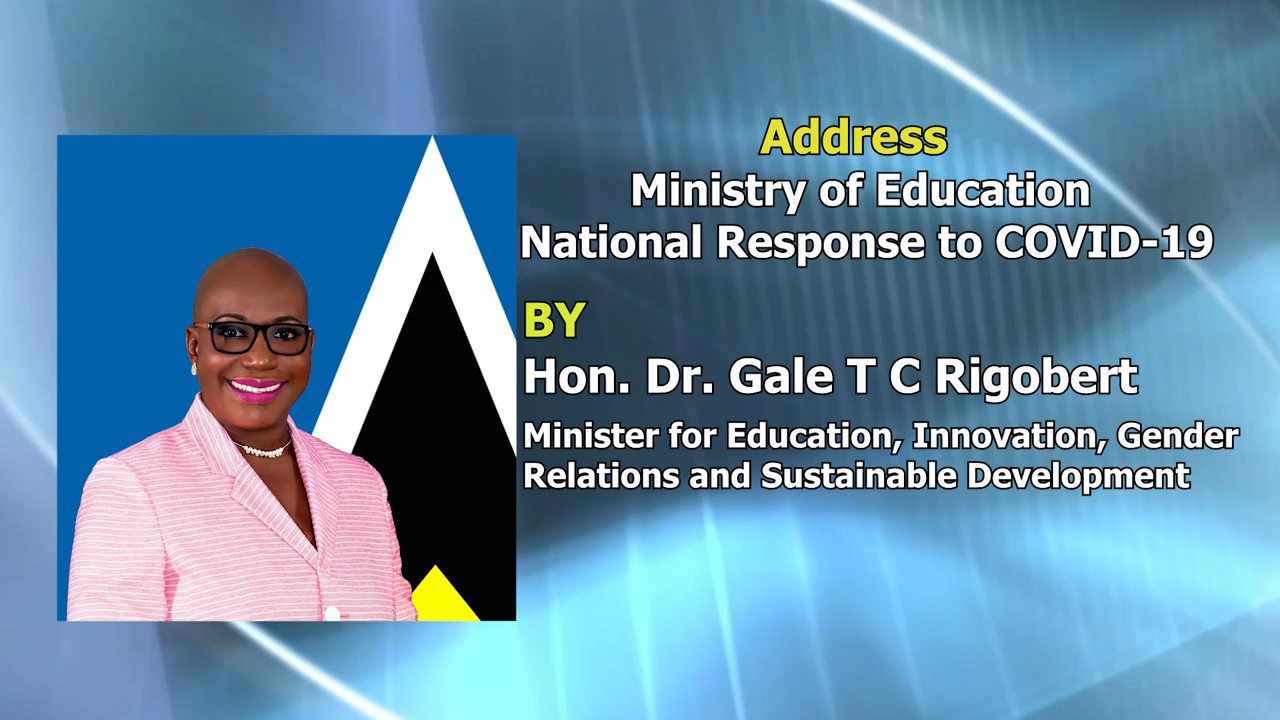 Address
Ministry of Education
National Response to COVID-19
BY
Hon. Dr. Gale T C Rigobert
Minister for Education, Innovation, Gender
Relations and Sustainable Development